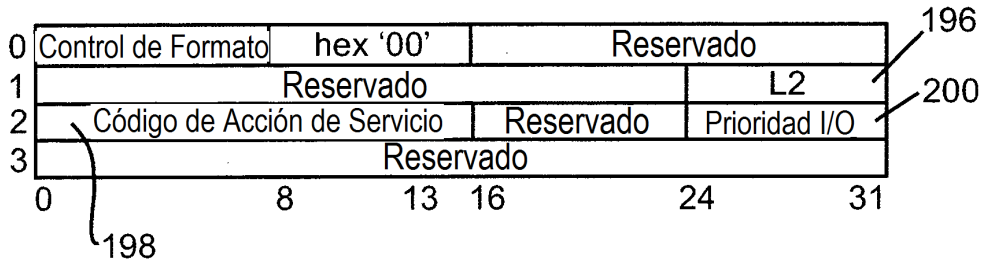 196
0 Control de Formato hex '00' Reservado
1 Reservado L2
200
2 Código de Acción de Servicio Reservado Prioridad I/O
3 Reservado
0 8 13 16 24 31
198